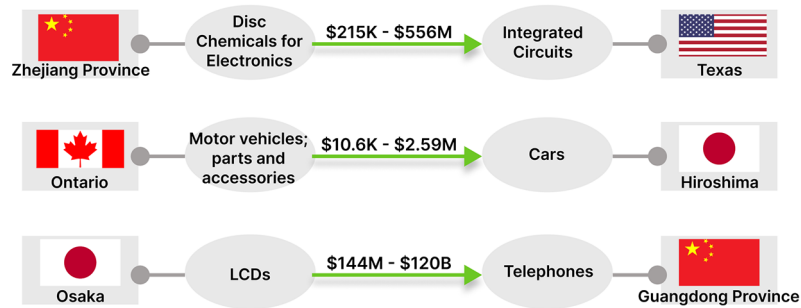 Zhejiang Province
Disc
Chemicals for
Electronics
$215K - $556M
Integrated
Circuits
Texas
Ontario
Motor vehicles;
parts and
accessories
$10.6K - $2.59M
Cars
Hiroshima
Osaka
LCDs
$144M - $120B
Telephones
Guangdong Province